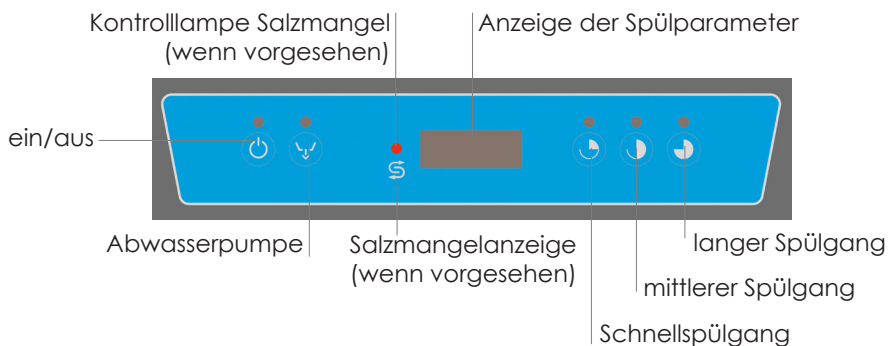 Kontrolllampe Salzmangel
(wenn vorgesehen)
Anzeige der Spülparameter
ein/aus
Abwasserpumpe
Salzmangelanzeige
(wenn vorgesehen)
langer Spülgang
mittlerer Spülgang
Schnellspülgang